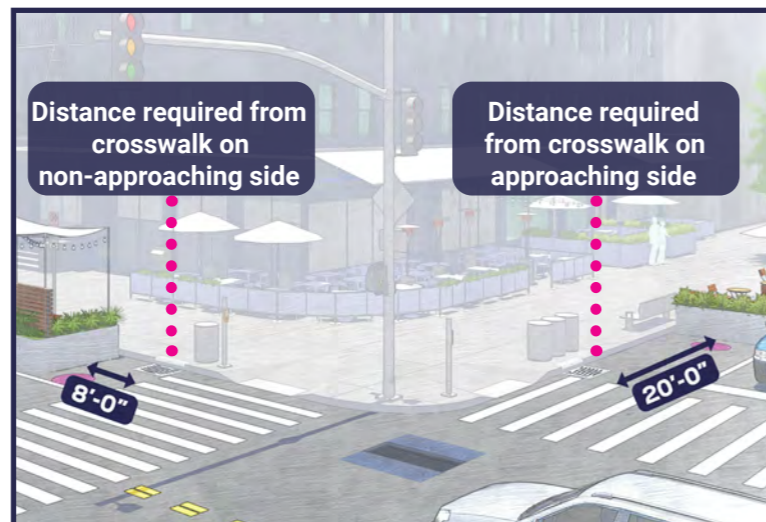 Distance required from
crosswalk on
non-approaching side
Distance required
from crosswalk on
approaching side
8'-0"
20'-0"